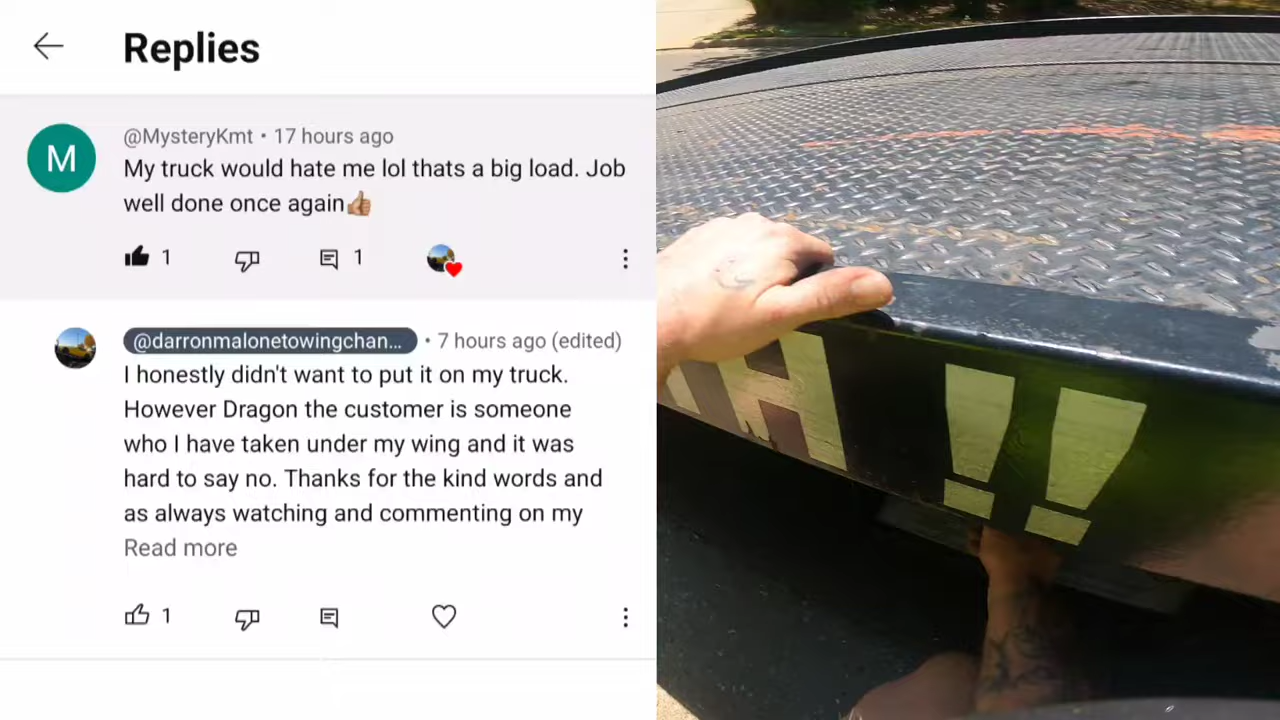 Replies
M
@MysteryKmt • 17 hours ago
My truck would hate me lol thats a big load. Job
well done once again👍🏽
1
1
@darronmalonetowingchan... • 7 hours ago (edited)
I honestly didn't want to put it on my truck.
However Dragon the customer is someone
who I have taken under my wing and it was
hard to say no. Thanks for the kind words and
as always watching and commenting on my
Read more
1
H !!